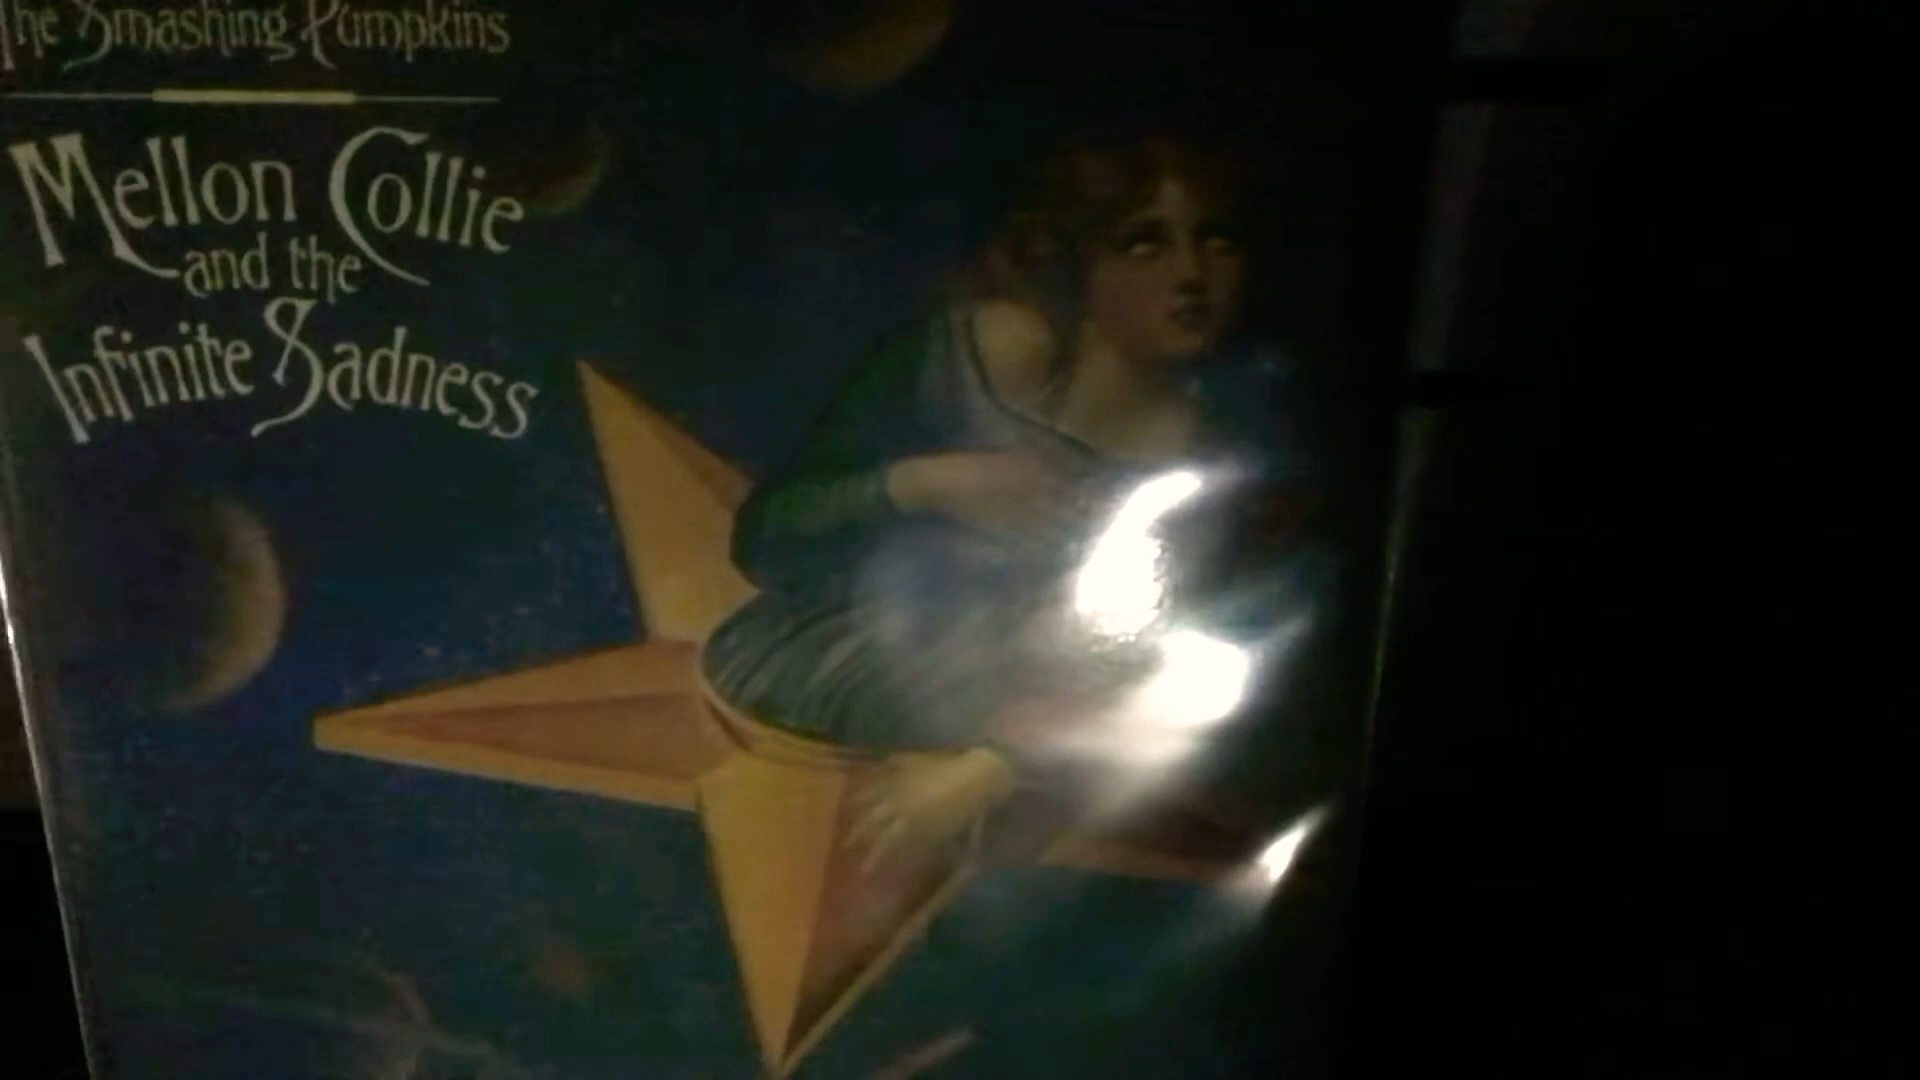 The Smashing Pumpkins
Mellon Collie
and the
Infinite Sadness